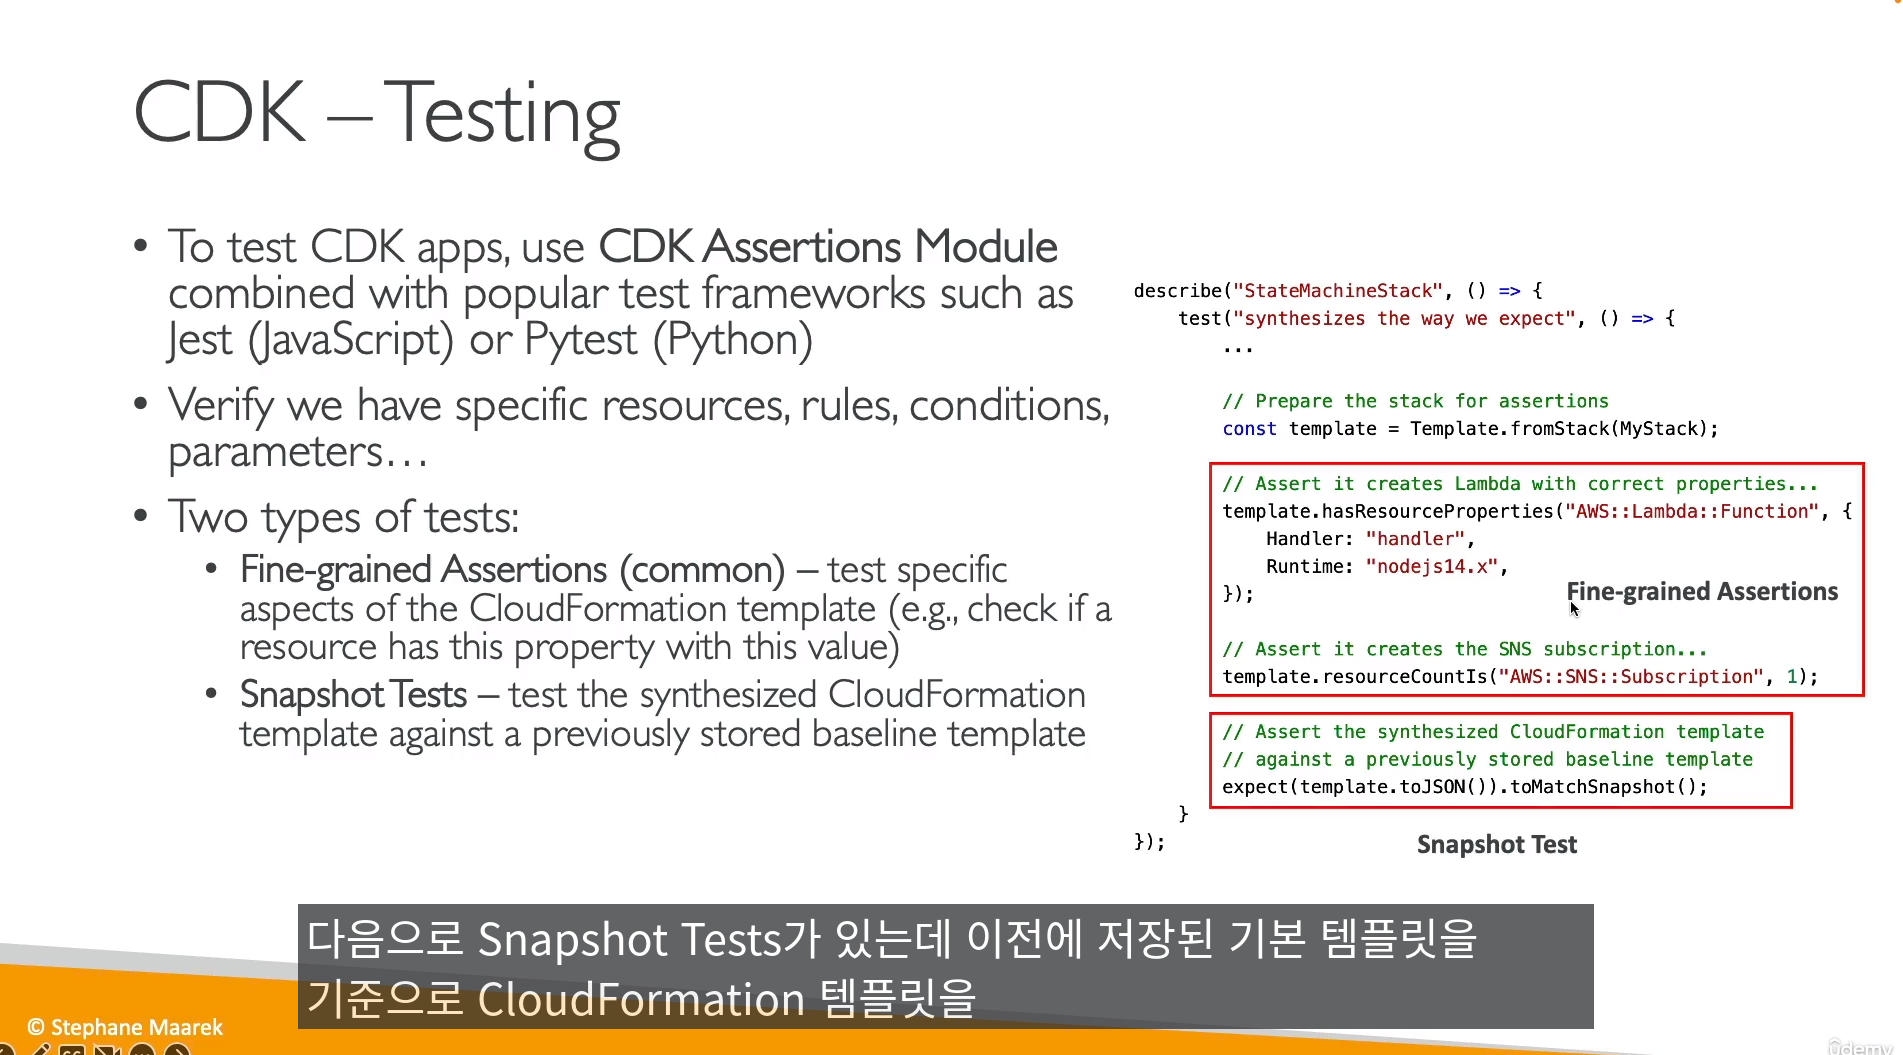 CDK – Testing
• To test CDK apps, use CDK Assertions Module
combined with popular test frameworks such as
Jest (JavaScript) or Pytest (Python)
• Verify we have specific resources, rules, conditions,
parameters…
• Two types of tests:
• Fine-grained Assertions (common) – test specific
aspects of the CloudFormation template (e.g., check if a
resource has this property with this value)
• Snapshot Tests – test the synthesized CloudFormation
template against a previously stored baseline template
describe("StateMachineStack", () => {
test("synthesizes the way we expect", () => {
...
// Prepare the stack for assertions
const template = Template.fromStack(MyStack);
// Assert it creates Lambda with correct properties...
template.hasResourceProperties("AWS::Lambda::Function", {
Handler: "handler",
Runtime: "nodejs14.x",
});
Fine-grained Assertions
// Assert it creates the SNS subscription...
template.resourceCountIs("AWS::SNS::Subscription", 1);
// Assert the synthesized CloudFormation template
// against a previously stored baseline template
expect(template.toJSON()).toMatchSnapshot();
}
});
Snapshot Test
다음으로 Snapshot Tests가 있는데 이전에 저장된 기본 템플릿을
기준으로 CloudFormation 템플릿을
© Stephane Maarek
ûdemy